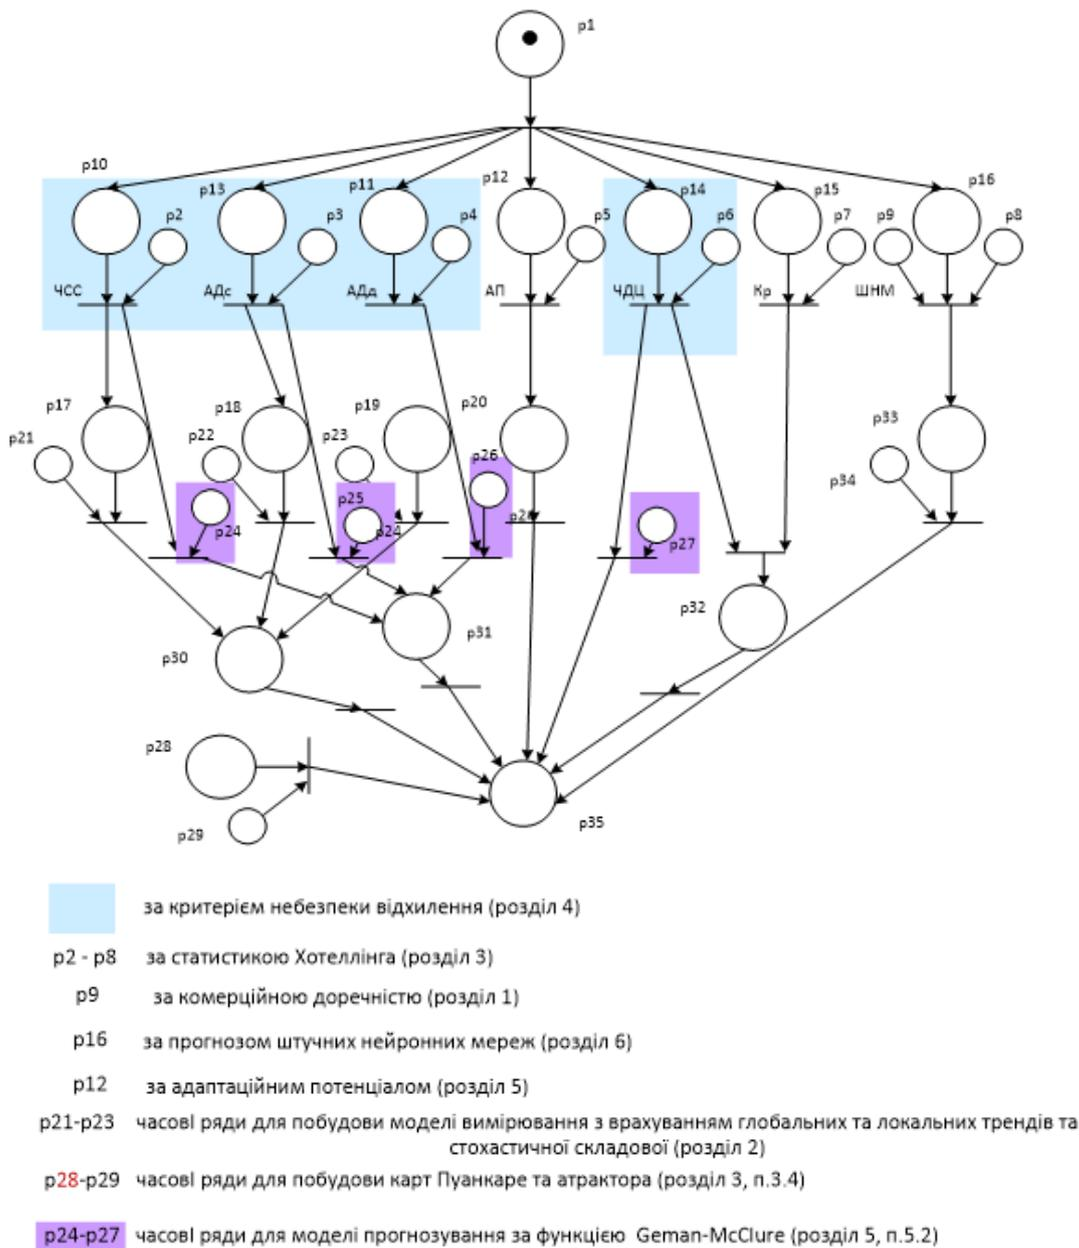 p1
p10
p13
p11
p12
p14
p15
p16
p2
p3
p4
p5
p6
p7
p9
p8
ЧСС
АДс
АДд
АП
ЧДЦ
Кр
ШНМ
p17
p18
p19
p20
p33
p21
p22
p23
p26
p34
p25
p24
p24
p27
p32
p31
p30
p28
p29
p35
за критерієм небезпеки відхилення (розділ 4)
p2 - p8 за статистикою Хотеллінга (розділ 3)
p9 за комерційною доречністю (розділ 1)
p16 за прогнозом штучних нейронних мереж (розділ 6)
p12 за адаптаційним потенціалом (розділ 5)
p21-p23 часовІ ряди для побудови моделі вимірювання з врахуванням глобальних та локальних трендів та
стохастичної складової (розділ 2)
p28-p29 часовІ ряди для побудови карт Пуанкаре та атрактора (розділ 3, п.3.4)
p24-p27 часовІ ряди для моделі прогнозування за функцією Geman-McClure (розділ 5, п.5.2)